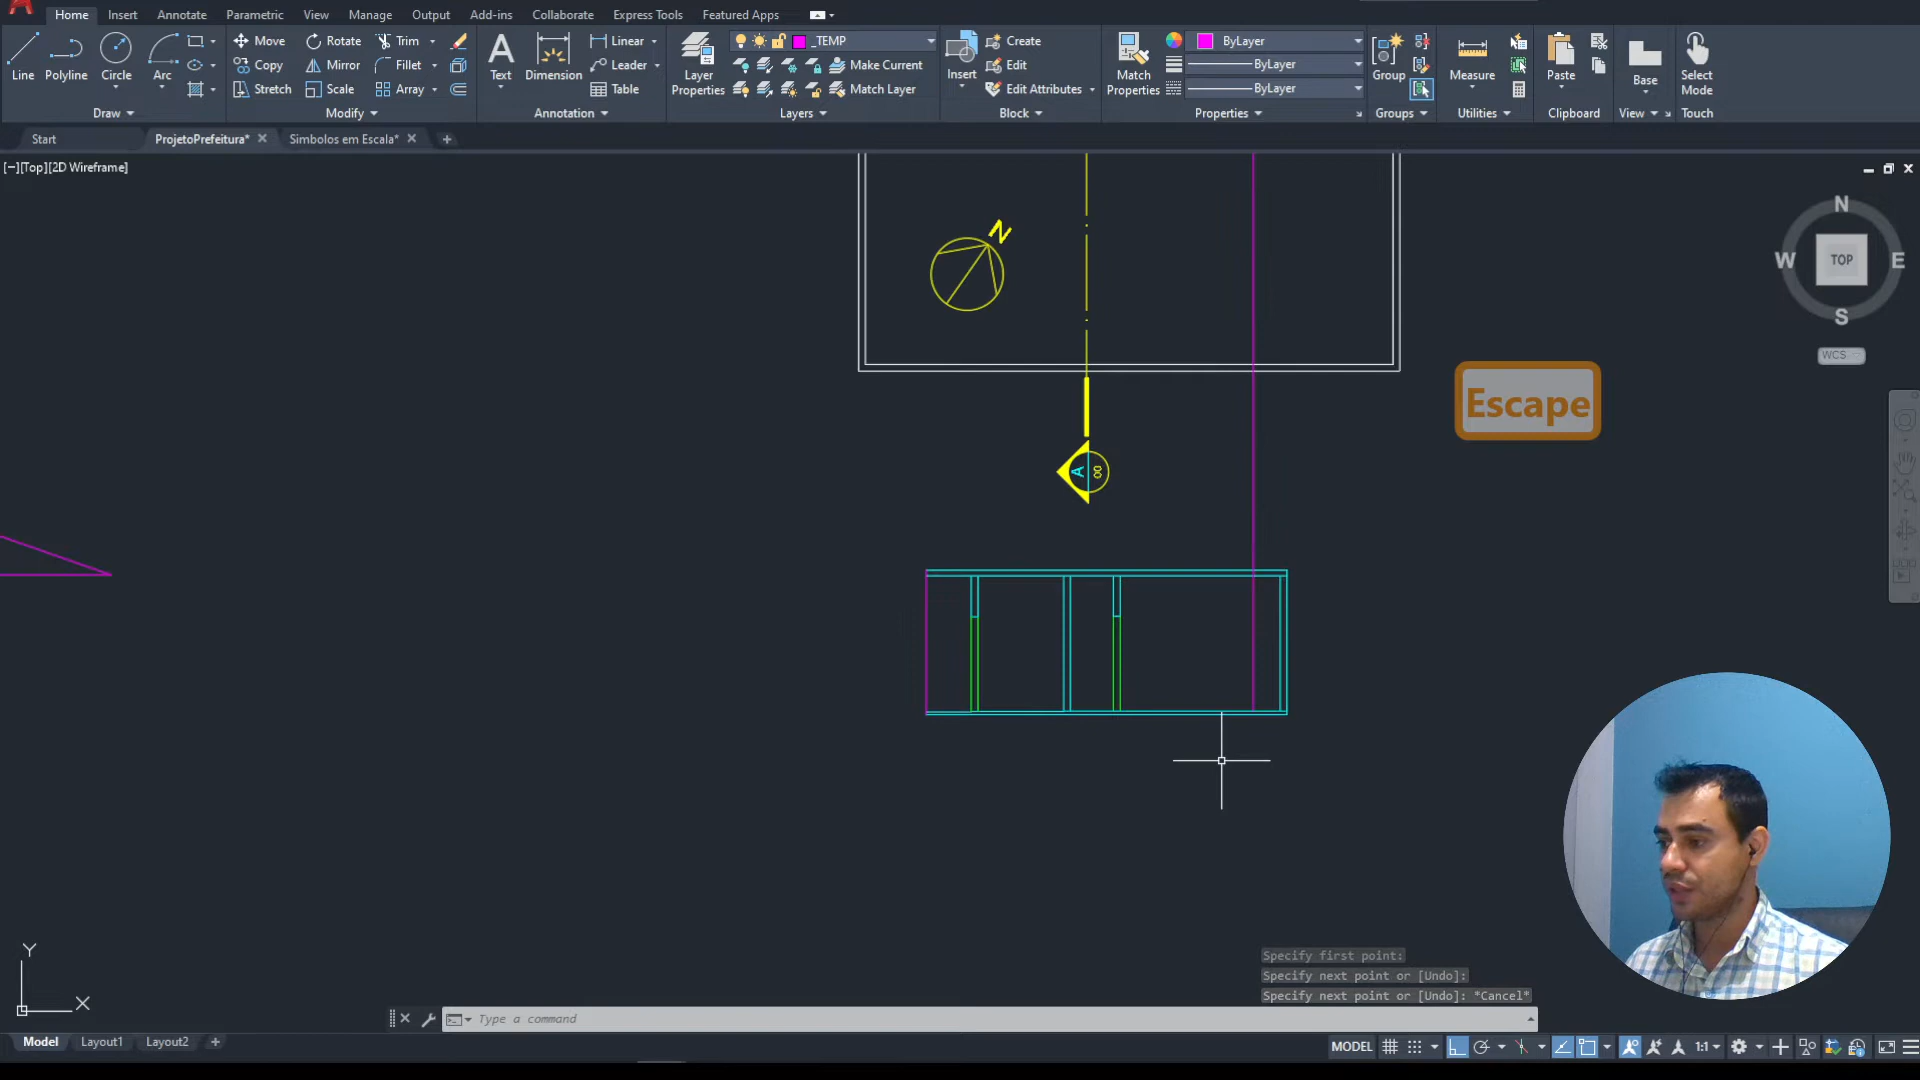 Home Insert Annotate Parametric View Manage Output Add-ins Collaborate Express Tools Featured Apps
Line Polyline Circle Arc
Move Rotate Trim
Copy Mirror Fillet
Stretch Scale Array
Text Dimension
Linear
Leader
Table
Layer Properties
_TEMP
Make Current
Match Layer
Insert
Create
Edit
Edit Attributes
Match Properties
ByLayer
ByLayer
ByLayer
Group Measure Paste Base Select Mode
Draw Modify Annotation Layers Block Properties Groups Utilities Clipboard View Touch
Start ProjetoPrefeitura* Simbolos em Escala*
[−][Top][2D Wireframe]
N
W TOP E
S
WCS
N
Escape
A 08
Y
X
Specify first point:
Specify next point or [Undo]:
Specify next point or [Undo]: *Cancel*
Type a command
Model Layout1 Layout2 +
MODEL 1:1